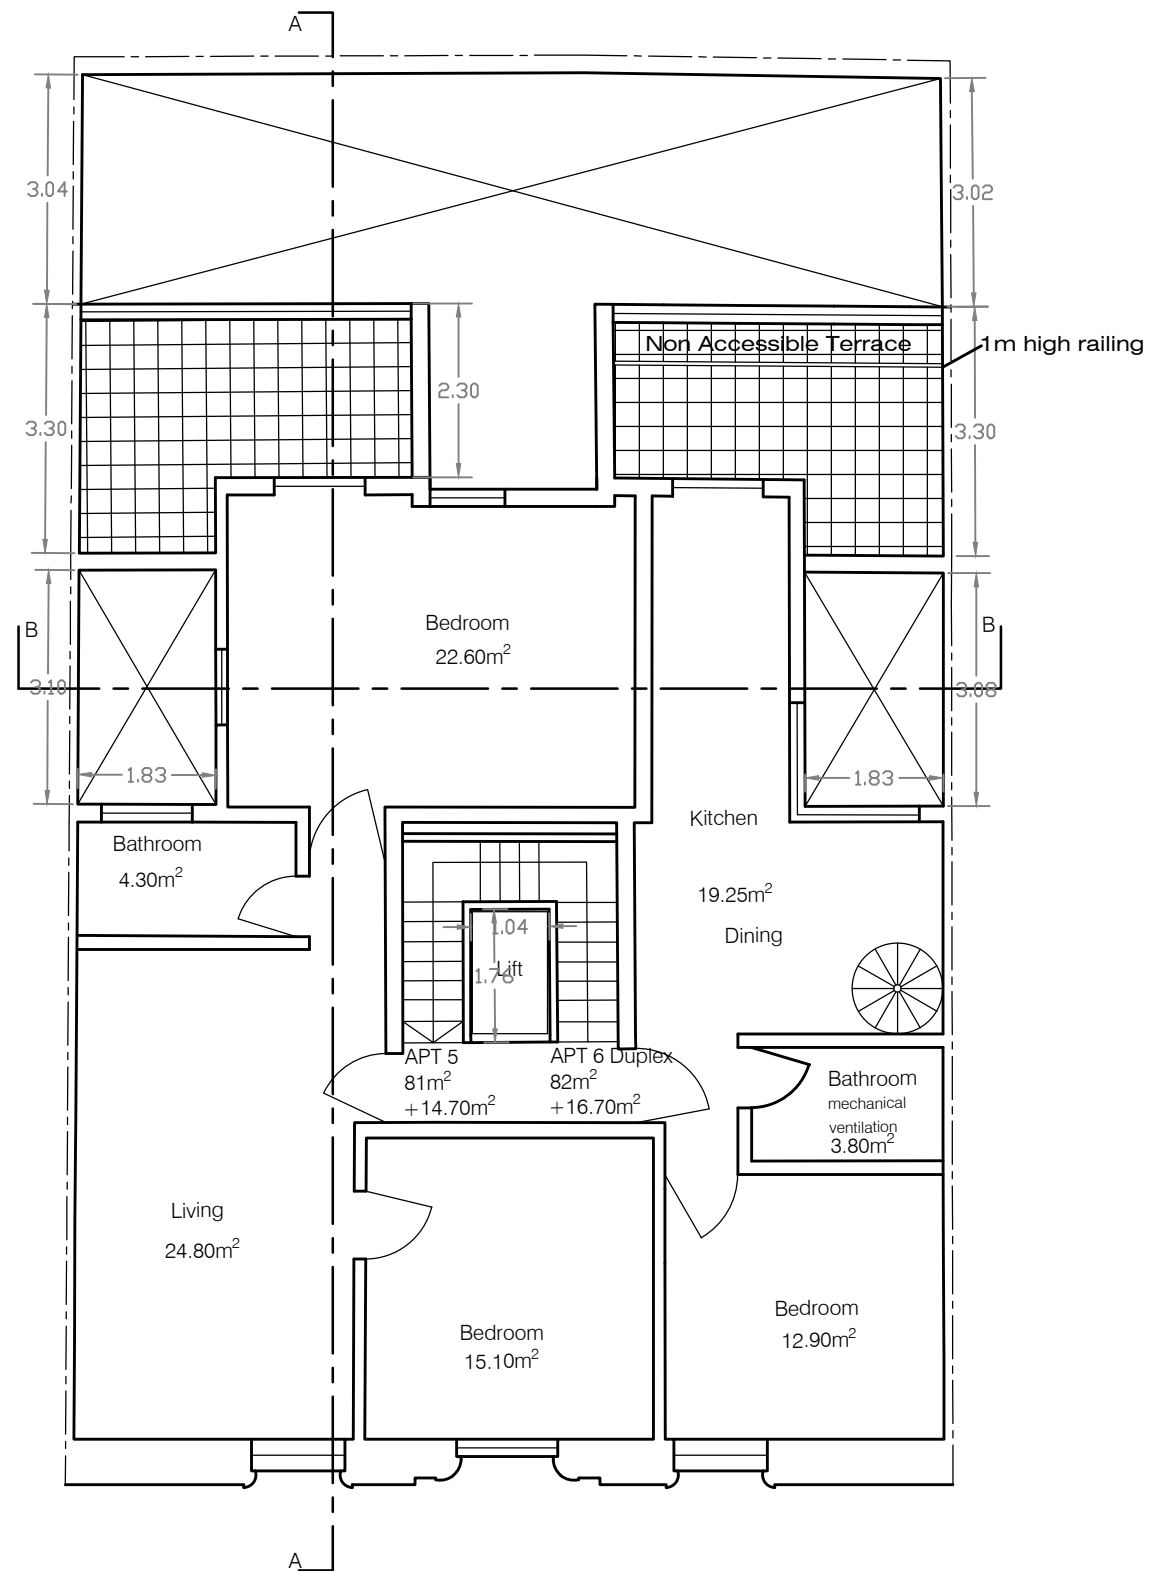 A
3.04
3.02
Non Accessible Terrace
1m high railing
2.30
3.30
3.30
B
B
Bedroom
22.60m²
3.10
3.08
1.83
1.83
Kitchen
Bathroom
4.30m²
19.25m²
Dining
1.04
Lift
1.76
APT 5
81m²
+14.70m²
APT 6 Duplex
82m²
+16.70m²
Bathroom
mechanical
ventilation
3.80m²
Living
24.80m²
Bedroom
15.10m²
Bedroom
12.90m²
A